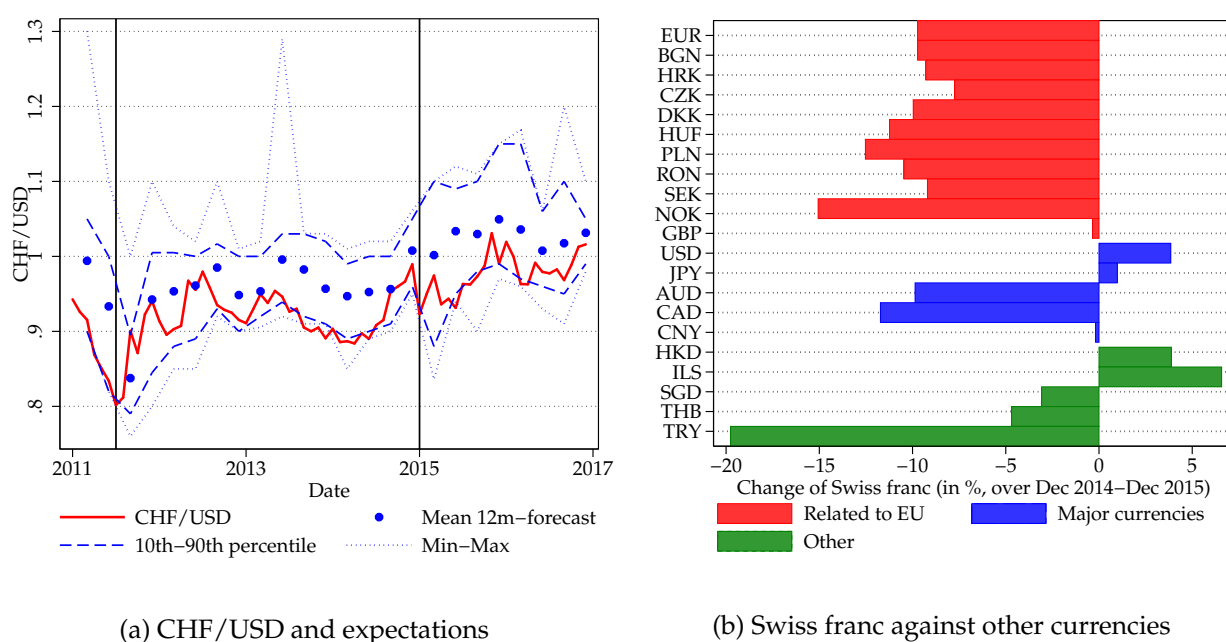 1.3
1.2
1.1
1
.9
.8
CHF/USD
2011
2013
2015
2017
Date
CHF/USD
Mean 12m−forecast
10th−90th percentile
Min−Max
(a) CHF/USD and expectations
EUR
BGN
HRK
CZK
DKK
HUF
PLN
RON
SEK
NOK
GBP
USD
JPY
AUD
CAD
CNY
HKD
ILS
SGD
THB
TRY
−20
−15
−10
−5
0
5
Change of Swiss franc (in %, over Dec 2014−Dec 2015)
Related to EU
Major currencies
Other
(b) Swiss franc against other currencies